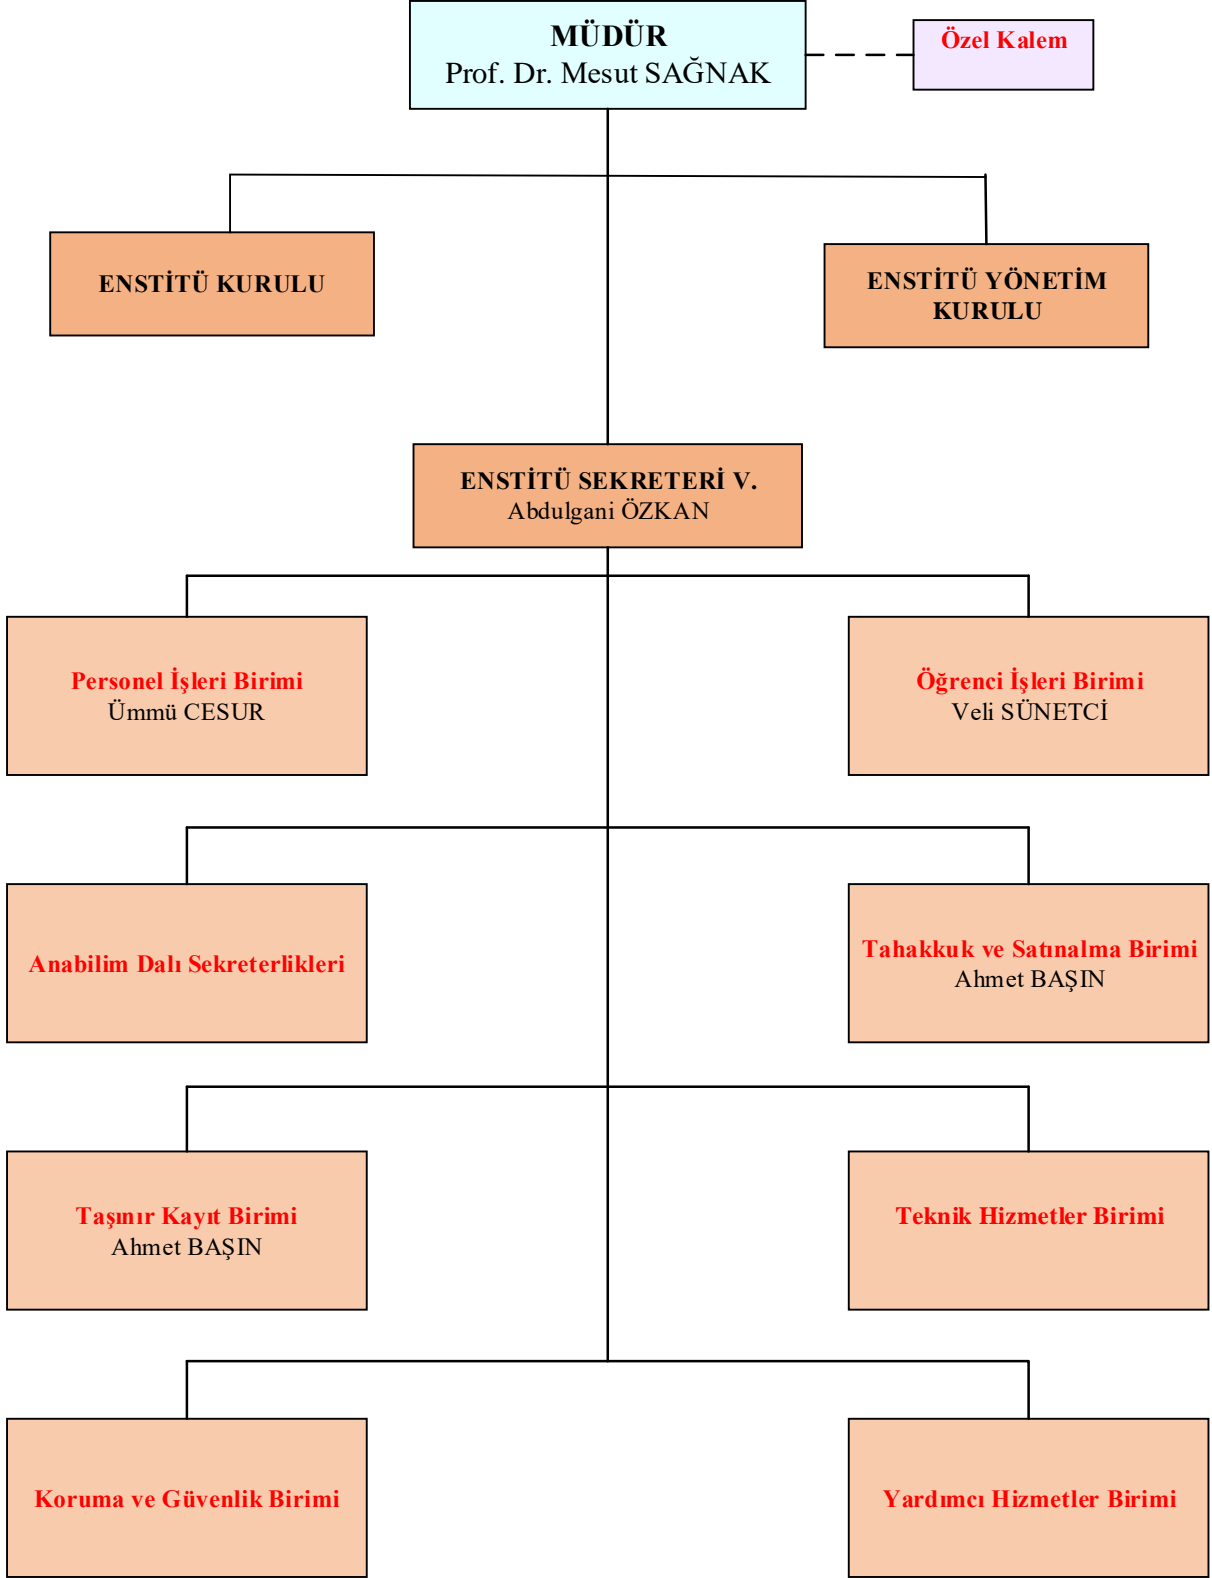 MÜDÜR
Prof. Dr. Mesut SAĞNAK
Özel Kalem
ENSTİTÜ KURULU
ENSTİTÜ YÖNETİM
KURULU
ENSTİTÜ SEKRETERİ V.
Abdulgani ÖZKAN
Personel İşleri Birimi
Ümmü CESUR
Öğrenci İşleri Birimi
Veli SÜNETCİ
Anabilim Dalı Sekreterlikleri
Tahakkuk ve Satınalma Birimi
Ahmet BAŞIN
Taşınır Kayıt Birimi
Ahmet BAŞIN
Teknik Hizmetler Birimi
Koruma ve Güvenlik Birimi
Yardımcı Hizmetler Birimi